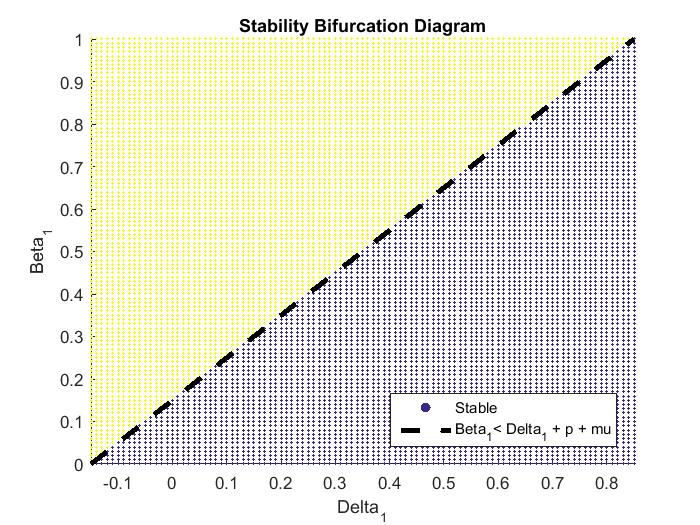 Stability Bifurcation Diagram
1
0.9
0.8
0.7
0.6
0.5
0.4
0.3
0.2
0.1
0
Beta1
Stable
Beta1< Delta1 + p + mu
-0.1 0 0.1 0.2 0.3 0.4 0.5 0.6 0.7 0.8
Delta1